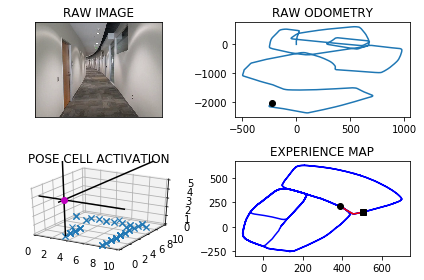 RAW IMAGE
RAW ODOMETRY
0
−1000
−2000
−500 0 500 1000
POSE CELL ACTIVATION
5
4
3
2
1
0
0 2 4 6 8 10
0 2 4 6 8 10
EXPERIENCE MAP
500
250
0
−250
0 200 400 600